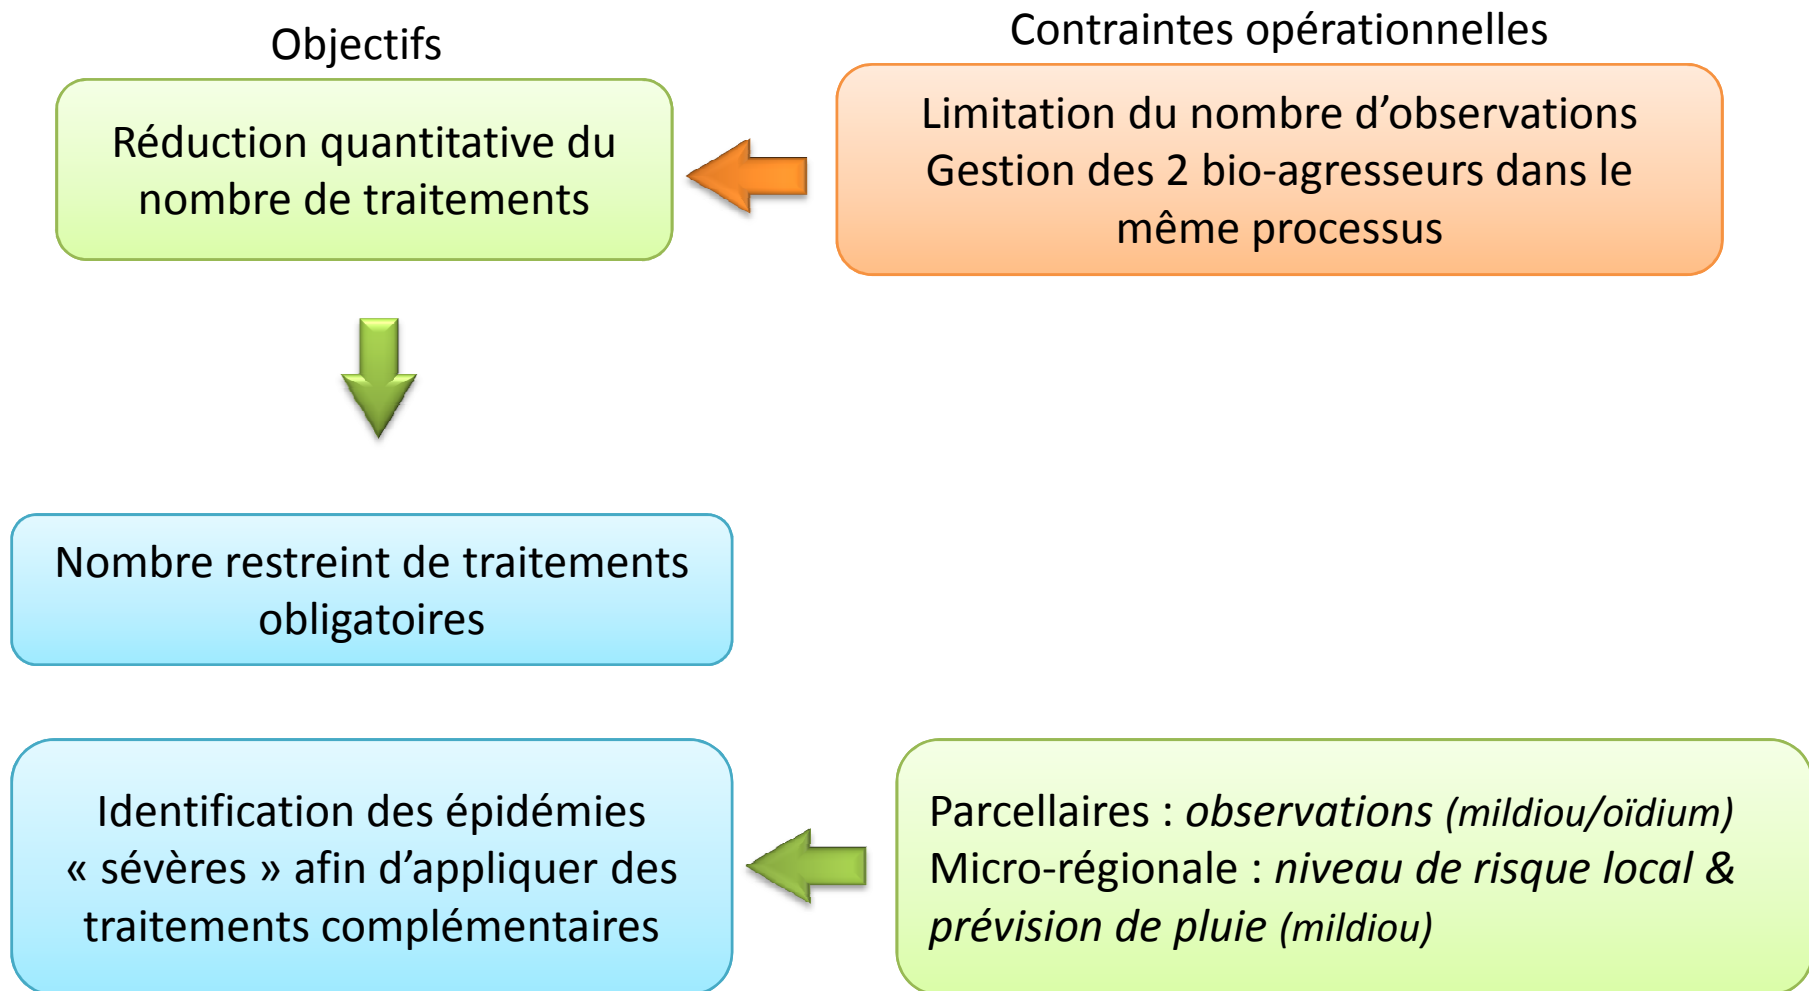 Objectifs
Réduction quantitative du
nombre de traitements
Contraintes opérationnelles
Limitation du nombre d’observations
Gestion des 2 bio-agresseurs dans le
même processus
Nombre restreint de traitements
obligatoires
Identification des épidémies
« sévères » afin d’appliquer des
traitements complémentaires
Parcellaires : observations (mildiou/oïdium)
Micro-régionale : niveau de risque local &
prévision de pluie (mildiou)